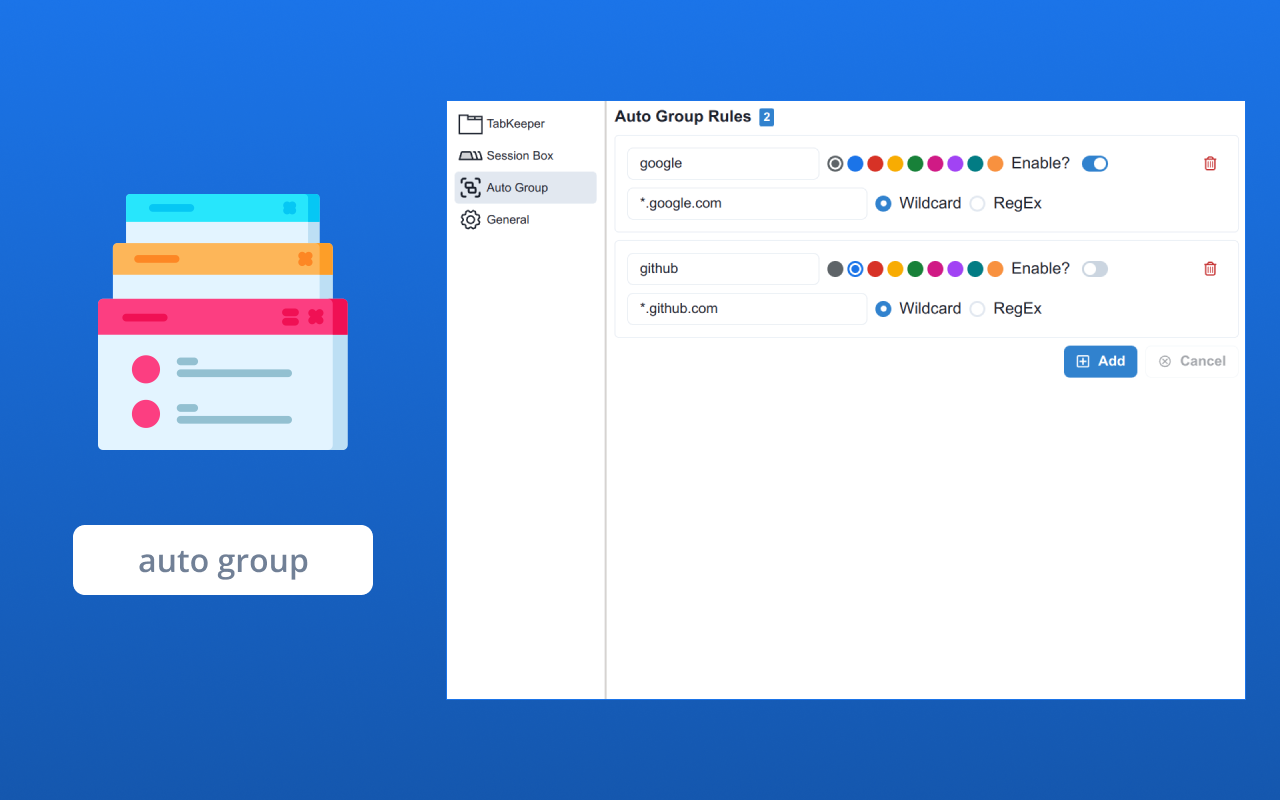 TabKeeper
Session Box
Auto Group
General
Auto Group Rules 2
google Enable?
*.google.com Wildcard RegEx
github Enable?
*.github.com Wildcard RegEx
Add Cancel
auto group